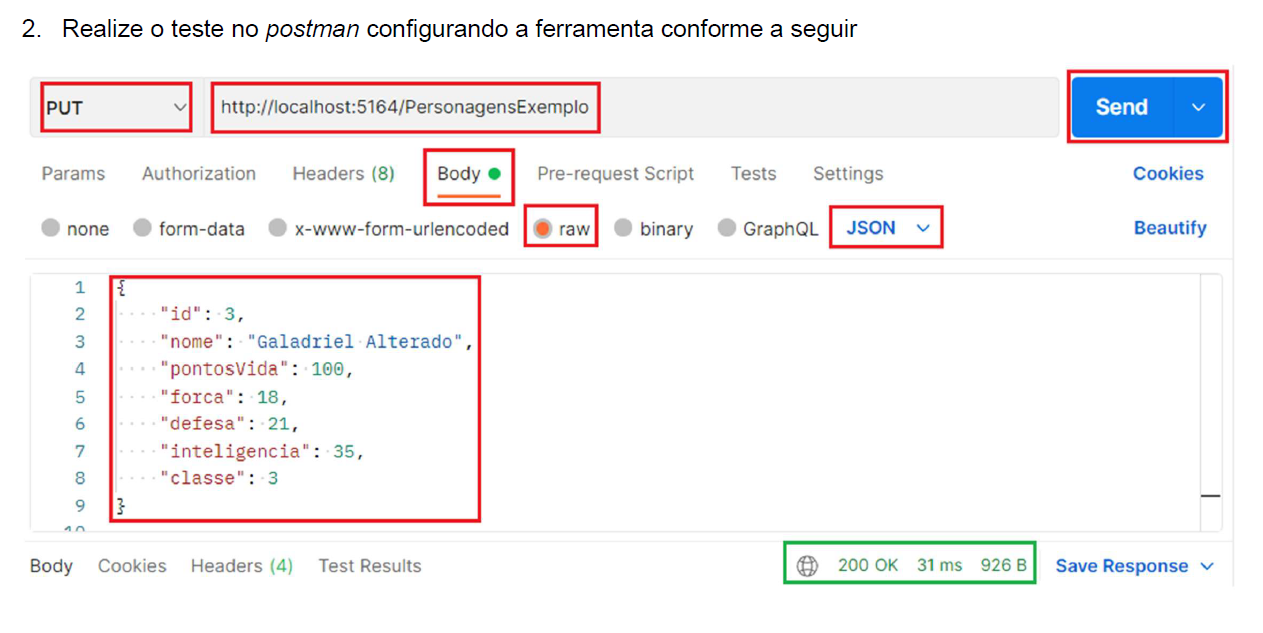 2. Realize o teste no postman configurando a ferramenta conforme a seguir
PUT http://localhost:5164/PersonagensExemplo Send
Params Authorization Headers (8) Body Pre-request Script Tests Settings Cookies
none form-data x-www-form-urlencoded raw binary GraphQL JSON Beautify
1 {
2 ····"id":·3,
3 ····"nome":·"Galadriel·Alterado",
4 ····"pontosVida":·100,
5 ····"forca":·18,
6 ····"defesa":·21,
7 ····"inteligencia":·35,
8 ····"classe":·3
9 }
10
Body Cookies Headers (4) Test Results 200 OK 31 ms 926 B Save Response